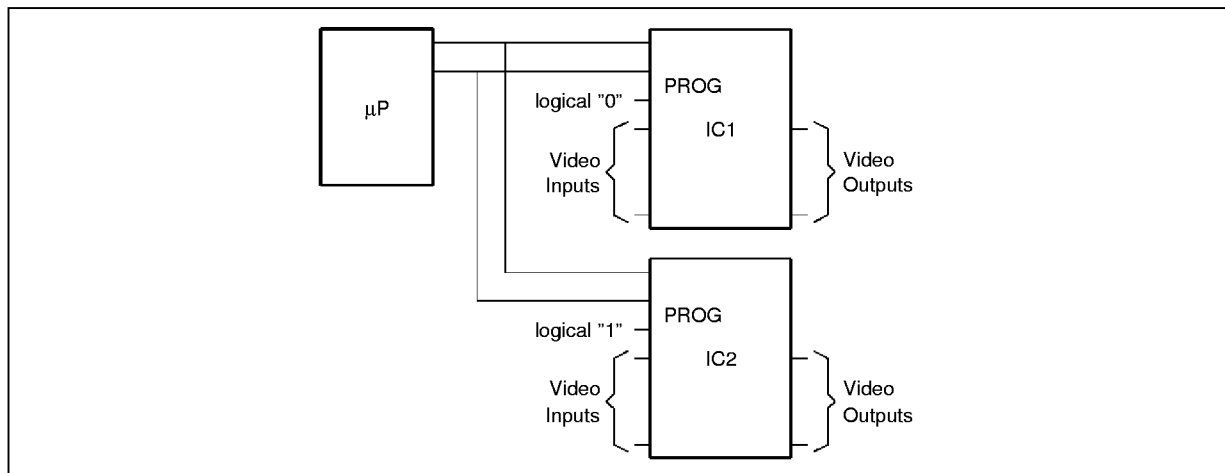 μP
PROG
logical ”0”
IC1
Video
Inputs
Video
Outputs
PROG
logical ”1”
IC2
Video
Inputs
Video
Outputs